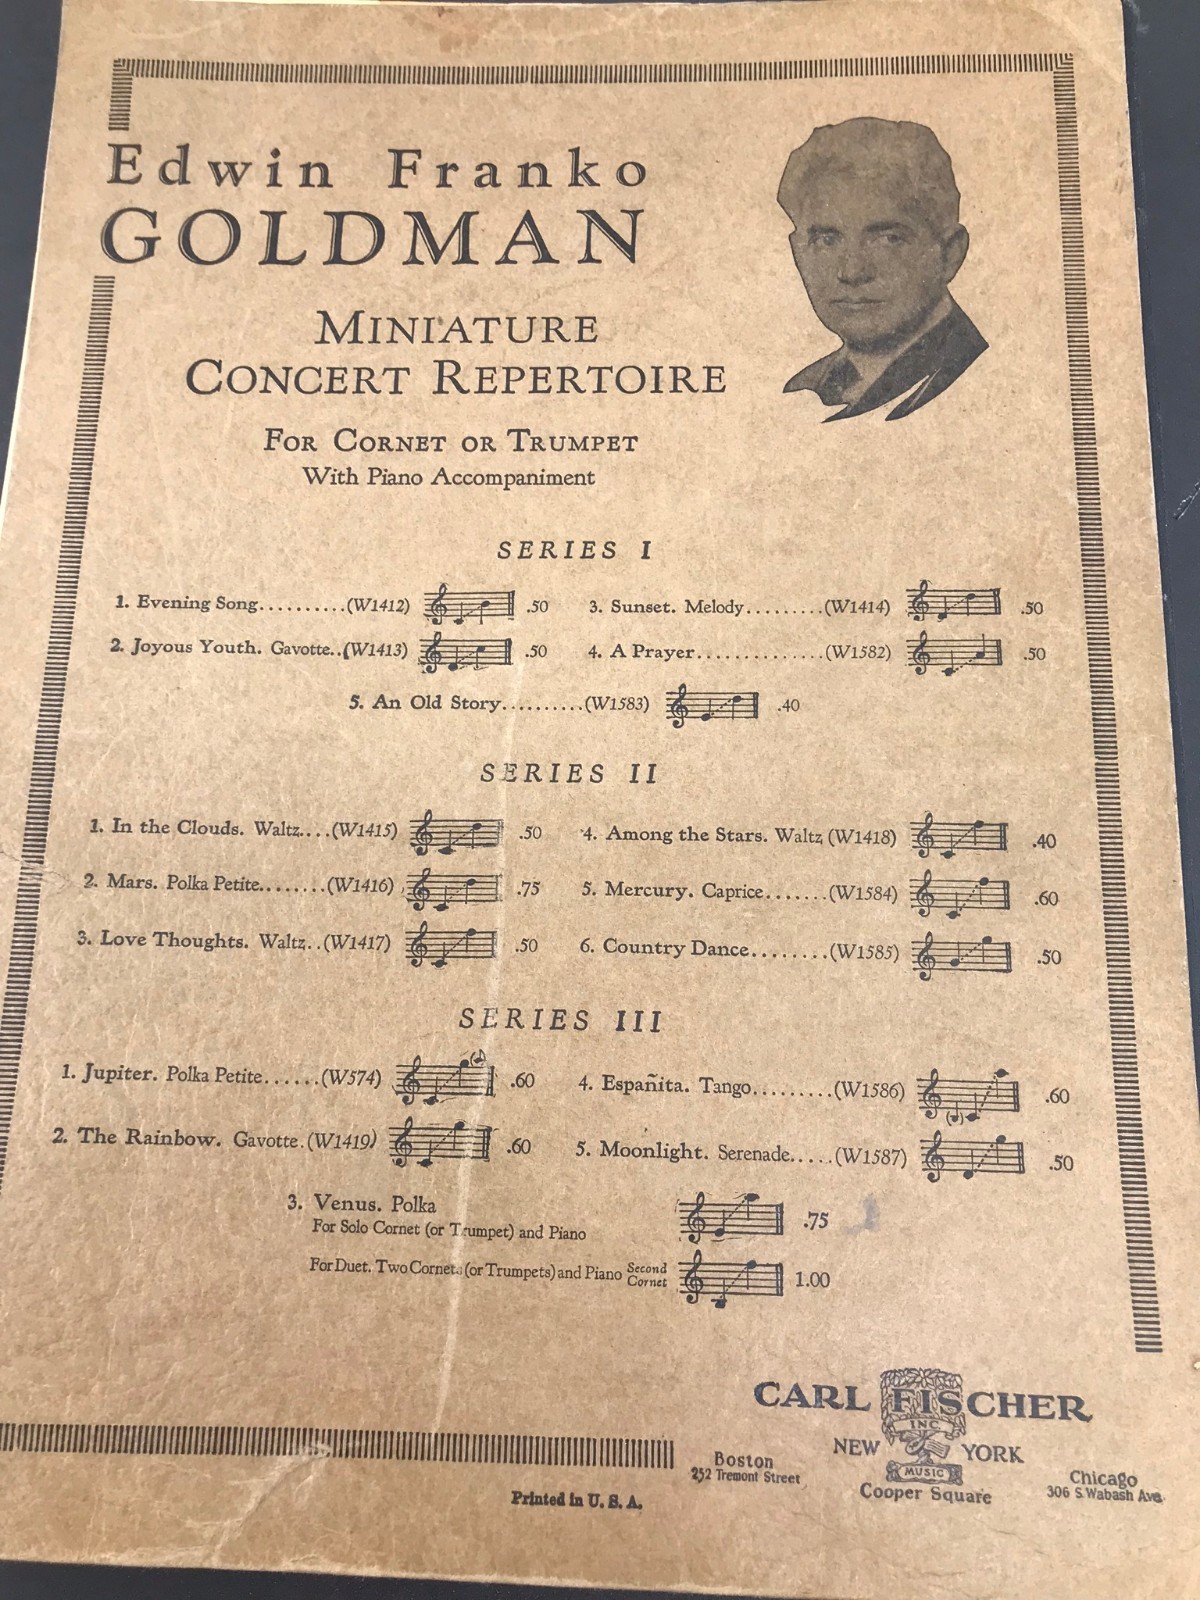 Edwin Franko
GOLDMAN
MINIATURE
CONCERT REPERTOIRE
FOR CORNET OR TRUMPET
With Piano Accompaniment
SERIES I
1. Evening Song..........(W1412) .50
3. Sunset. Melody.........(W1414) .50
2. Joyous Youth. Gavotte..(W1413) .50
4. A Prayer..............(W1582) .50
5. An Old Story..........(W1583) .40
SERIES II
1. In the Clouds. Waltz....(W1415) .50
4. Among the Stars. Waltz (W1418) .40
2. Mars. Polka Petite........(W1416) .75
5. Mercury. Caprice.......(W1584) .60
3. Love Thoughts. Waltz..(W1417) .50
6. Country Dance........(W1585) .50
SERIES III
1. Jupiter. Polka Petite......(W574) .60
4. Españita. Tango.........(W1586) .60
2. The Rainbow. Gavotte.(W1419) .60
5. Moonlight. Serenade.....(W1587) .50
3. Venus. Polka
For Solo Cornet (or Trumpet) and Piano .75
For Duet. Two Cornets (or Trumpets) and Piano Second Cornet 1.00
CARL FISCHER
INC
NEW YORK
MUSIC
Boston
252 Tremont Street
Cooper Square
Chicago
306 S. Wabash Ave.
Printed in U. S. A.